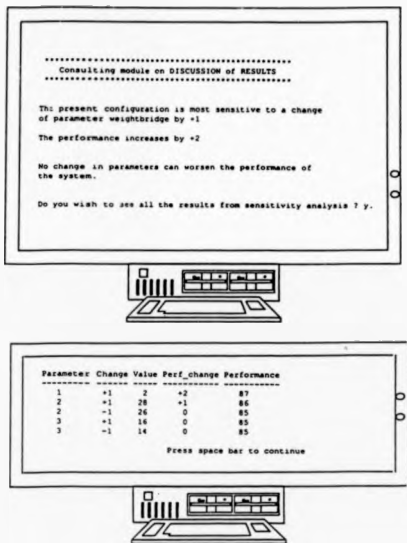 ****************************************
Consulting module on DISCUSSION of RESULTS
****************************************
The present configuration is most sensitive to a change
of parameter weightbridge by +1
The performance increases by +2
No change in parameters can worsen the performance of
the system.
Do you wish to see all the results from sensitivity analysis ? y.
Parameter Change Value Perf_change Performance
--------- ------ ----- ----------- -----------
1 +1 2 +2 87
2 +1 28 +1 86
2 -1 26 0 85
3 +1 16 0 85
3 -1 14 0 85
Press space bar to continue